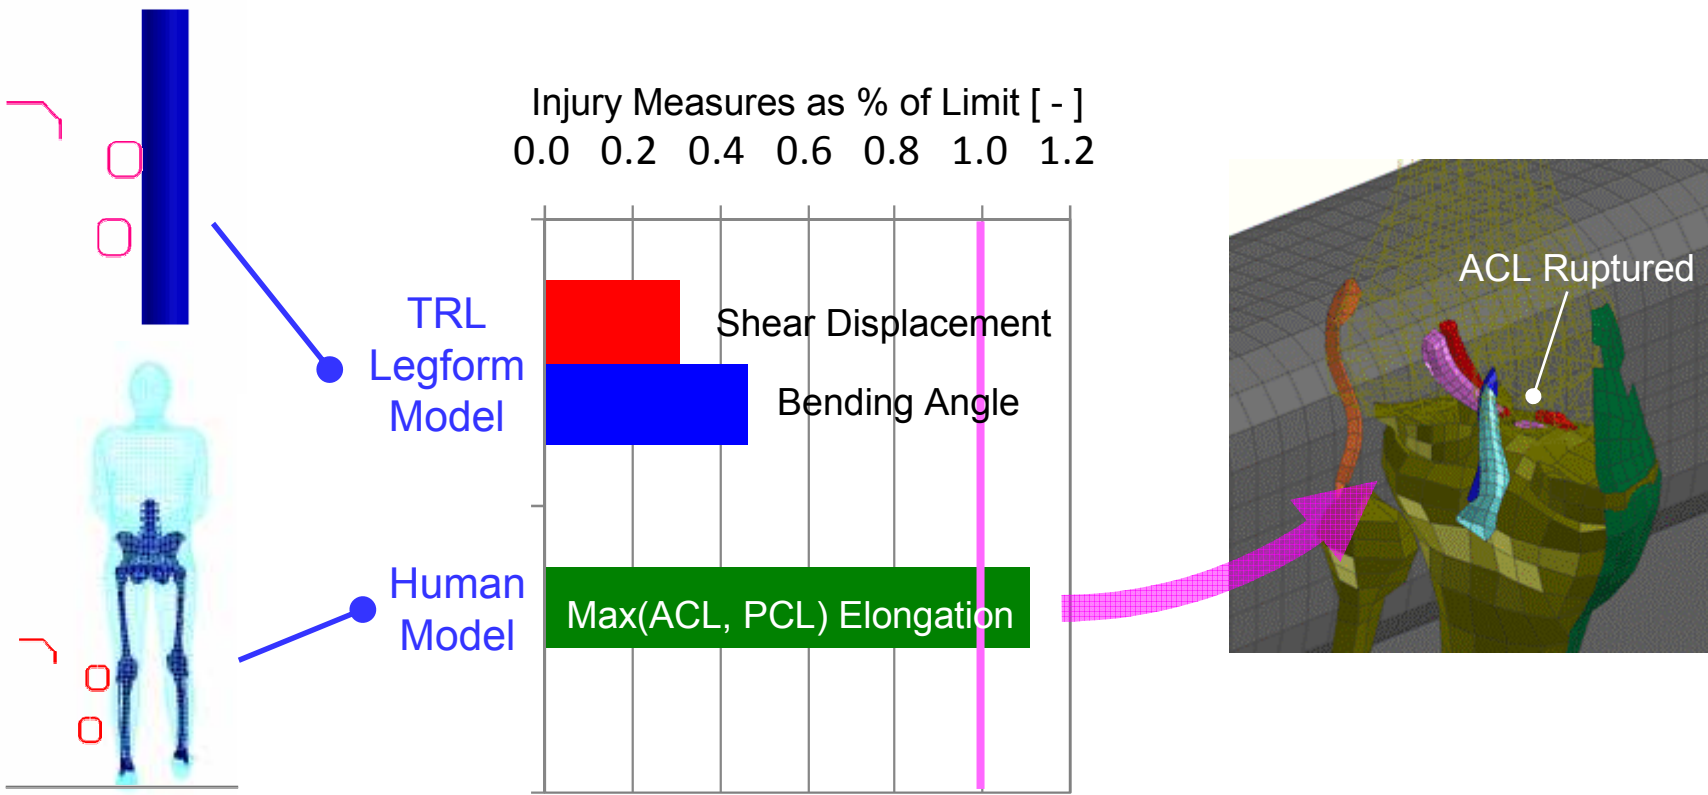 Injury Measures as % of Limit [ - ]
0.0 0.2 0.4 0.6 0.8 1.0 1.2
TRL
Legform
Model
Shear Displacement
Bending Angle
Human
Model
Max(ACL, PCL) Elongation
ACL Ruptured